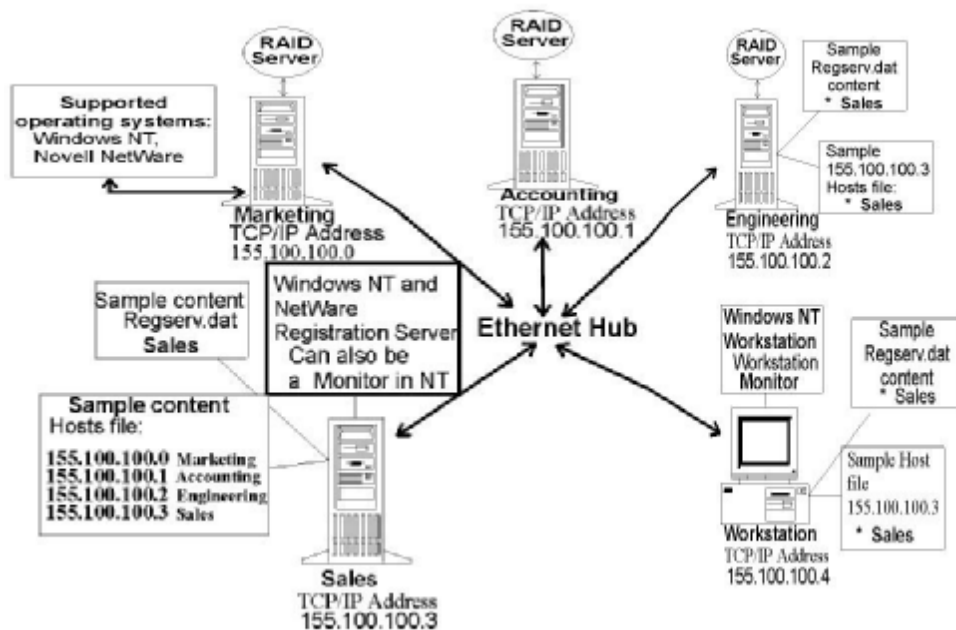 RAID
Server
RAID
Server
RAID
Server
Sample
Regserv.dat
content
* Sales
Supported
operating systems:
Windows NT,
Novell NetWare
Sample
155.100.100.3
Hosts file:
* Sales
Marketing
TCP/IP Address
155.100.100.0
Accounting
TCP/IP Address
155.100.100.1
Engineering
TCP/IP Address
155.100.100.2
Sample content
Regserv.dat
Sales
Windows NT and
NetWare
Registration Server
Can also be
a Monitor in NT
Ethernet Hub
Windows NT
Workstation
Workstation
Monitor
Sample
Regserv.dat
content
* Sales
Sample content
Hosts file:
155.100.100.0 Marketing
155.100.100.1 Accounting
155.100.100.2 Engineering
155.100.100.3 Sales
Sample Host
file
155.100.100.3
* Sales
Sales
TCP/IP Address
155.100.100.3
Workstation
TCP/IP Address
155.100.100.4